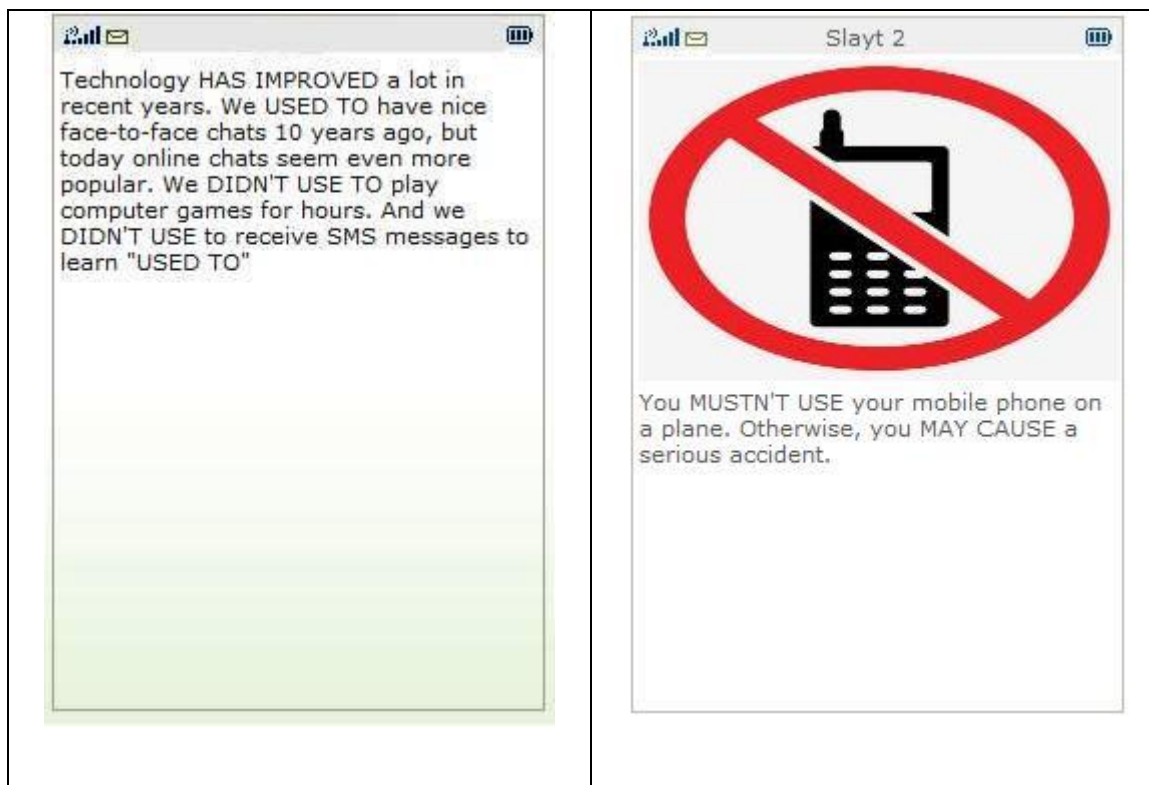 Technology HAS IMPROVED a lot in
recent years. We USED TO have nice
face-to-face chats 10 years ago, but
today online chats seem even more
popular. We DIDN'T USE TO play
computer games for hours. And we
DIDN'T USE to receive SMS messages to
learn "USED TO"
Slayt 2
You MUSTN'T USE your mobile phone on
a plane. Otherwise, you MAY CAUSE a
serious accident.